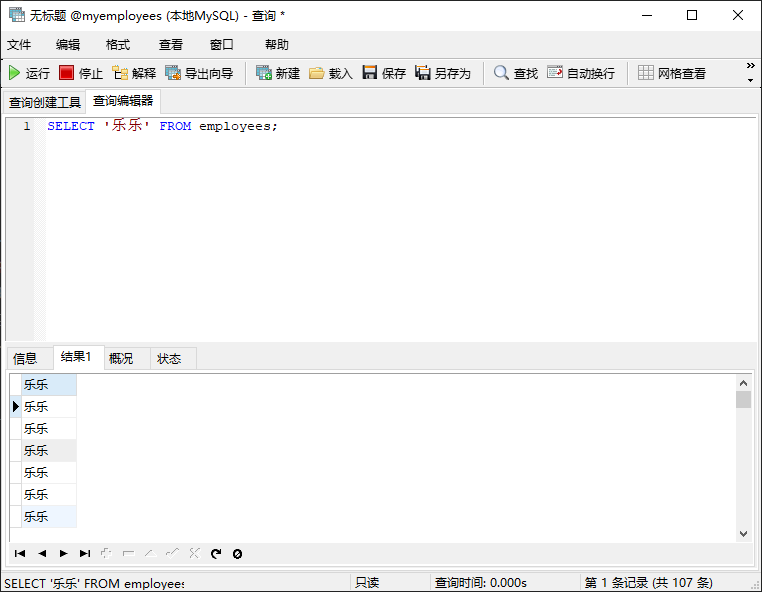 无标题 @myemployees (本地MySQL) - 查询 *
文件 编辑 格式 查看 窗口 帮助
运行 停止 解释 导出向导 新建 载入 保存 另存为 查找 自动换行 网格查看 »
查询创建工具 查询编辑器
1 SELECT '乐乐' FROM employees;
信息 结果1 概况 状态
乐乐
乐乐
乐乐
乐乐
乐乐
乐乐
乐乐
SELECT '乐乐' FROM employees 只读 查询时间: 0.000s 第 1 条记录 (共 107 条)